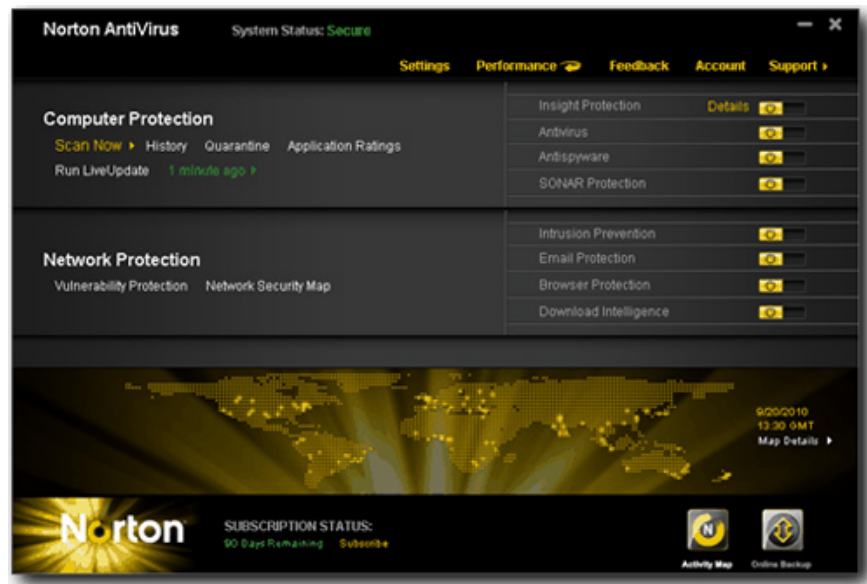 Norton AntiVirus System Status: Secure
Settings Performance Feedback Account Support
Computer Protection
Scan Now History Quarantine Application Ratings
Run LiveUpdate 1 minute ago
Insight Protection Details
Antivirus
Antispyware
SONAR Protection
Network Protection
Vulnerability Protection Network Security Map
Intrusion Prevention
Email Protection
Browser Protection
Download Intelligence
9/20/2010
13:30 GMT
Map Details
Norton
SUBSCRIPTION STATUS:
90 Days Remaining Subscribe
N
Activity Map Online Backup